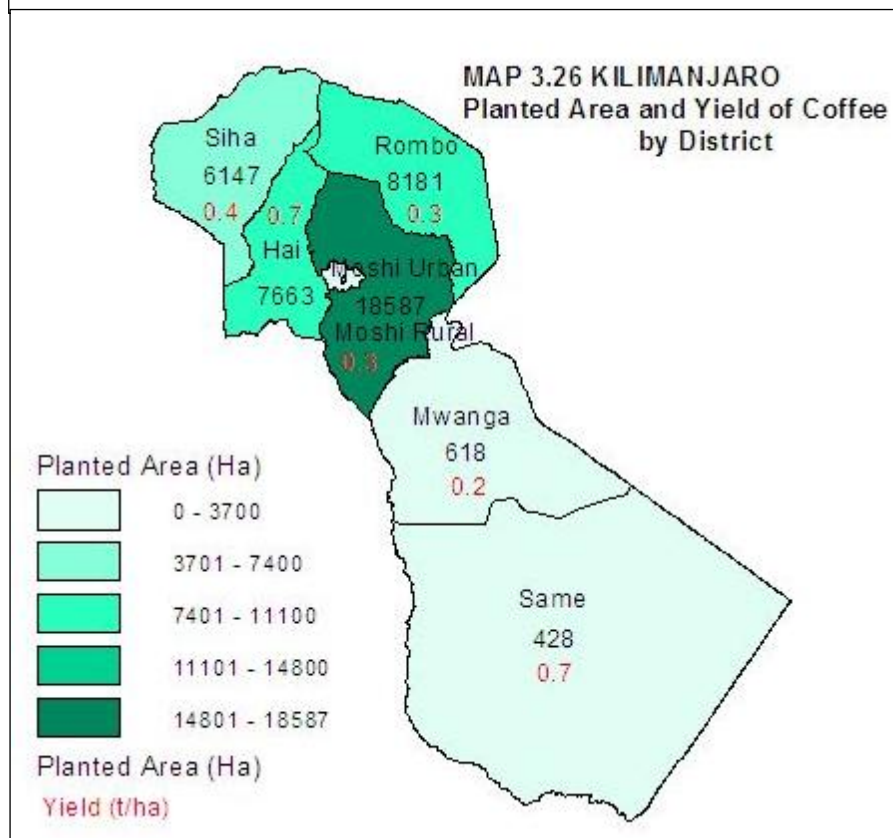 MAP 3.26 KILIMANJARO
Planted Area and Yield of Coffee
by District
Siha
6147
0.4
Rombo
8181
0.3
0.7
Hai
7663
Moshi Urban
18587
Moshi Rural
0.3
Mwanga
618
0.2
Same
428
0.7
Planted Area (Ha)
0 - 3700
3701 - 7400
7401 - 11100
11101 - 14800
14801 - 18587
Planted Area (Ha)
Yield (t/ha)